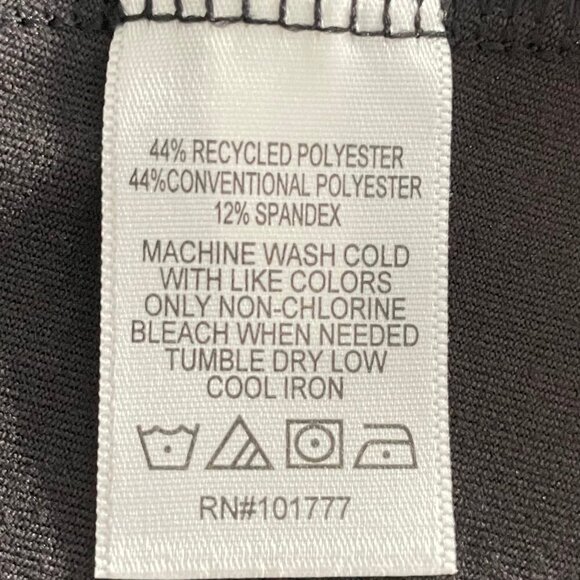 44% RECYCLED POLYESTER
44%CONVENTIONAL POLYESTER
12% SPANDEX
MACHINE WASH COLD
WITH LIKE COLORS
ONLY NON-CHLORINE
BLEACH WHEN NEEDED
TUMBLE DRY LOW
COOL IRON
RN#101777